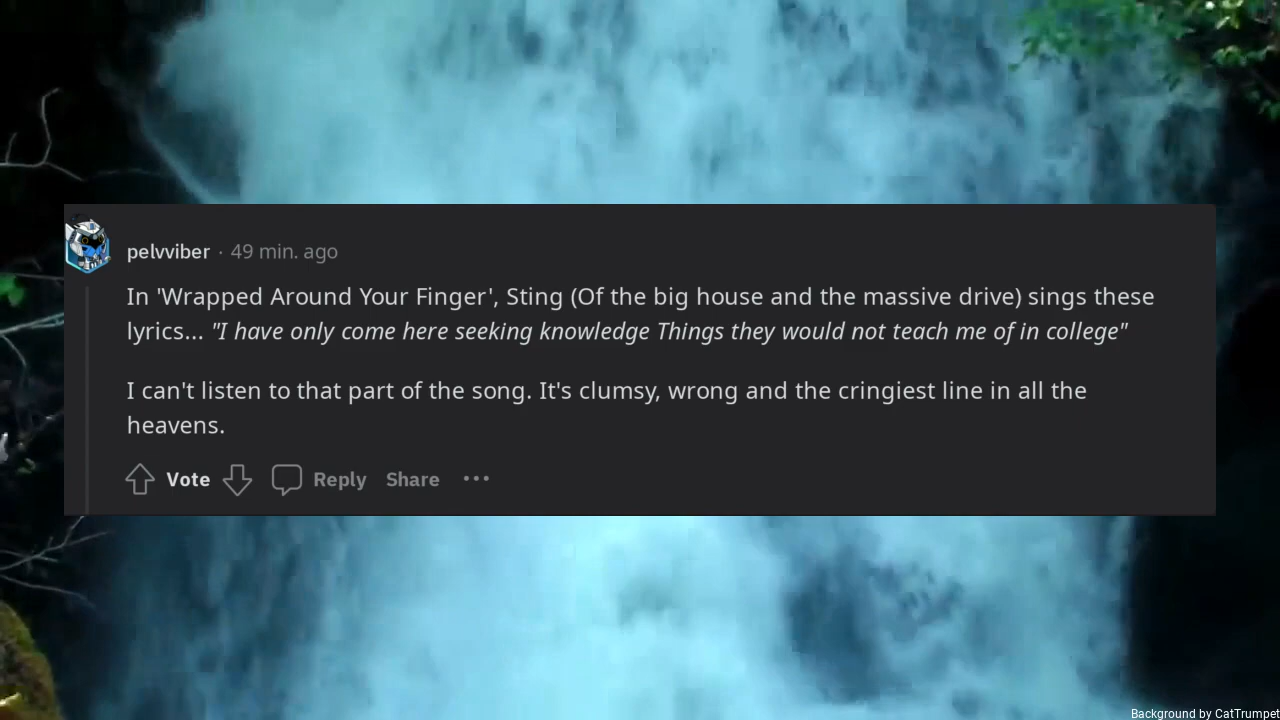 pelvviber · 49 min. ago
In 'Wrapped Around Your Finger', Sting (Of the big house and the massive drive) sings these
lyrics... "I have only come here seeking knowledge Things they would not teach me of in college"
I can't listen to that part of the song. It's clumsy, wrong and the cringiest line in all the
heavens.
Vote Reply Share ···
Background by CatTrumpet